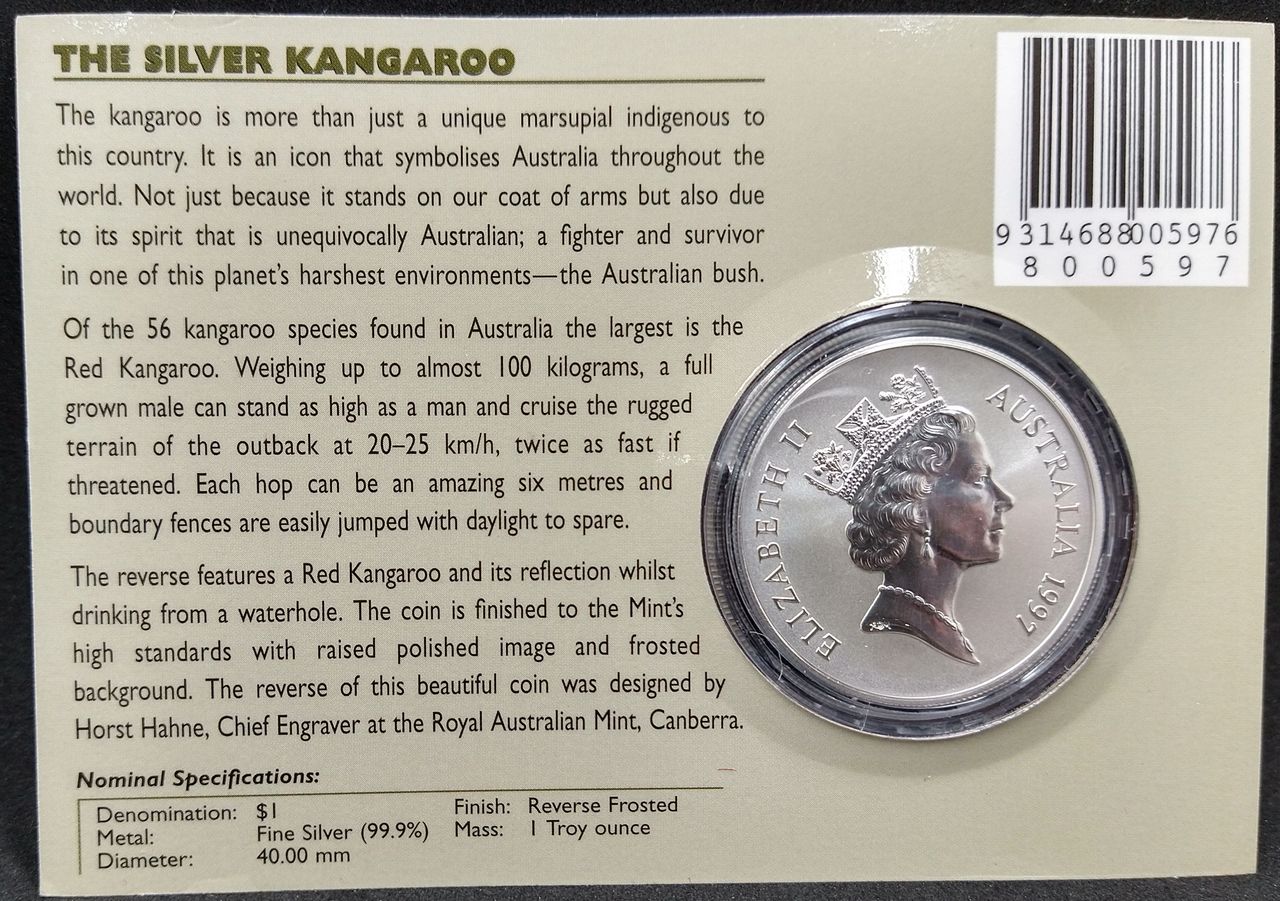 THE SILVER KANGAROO
The kangaroo is more than just a unique marsupial indigenous to
this country. It is an icon that symbolises Australia throughout the
world. Not just because it stands on our coat of arms but also due
to its spirit that is unequivocally Australian; a fighter and survivor
in one of this planet's harshest environments—the Australian bush.
Of the 56 kangaroo species found in Australia the largest is the
Red Kangaroo. Weighing up to almost 100 kilograms, a full
grown male can stand as high as a man and cruise the rugged
terrain of the outback at 20–25 km/h, twice as fast if
threatened. Each hop can be an amazing six metres and
boundary fences are easily jumped with daylight to spare.
The reverse features a Red Kangaroo and its reflection whilst
drinking from a waterhole. The coin is finished to the Mint's
high standards with raised polished image and frosted
background. The reverse of this beautiful coin was designed by
Horst Hahne, Chief Engraver at the Royal Australian Mint, Canberra.
Nominal Specifications:
Denomination: $1 Finish: Reverse Frosted
Metal: Fine Silver (99.9%) Mass: 1 Troy ounce
Diameter: 40.00 mm
9314688005976
800597
ELIZABETH II
AUSTRALIA 1997